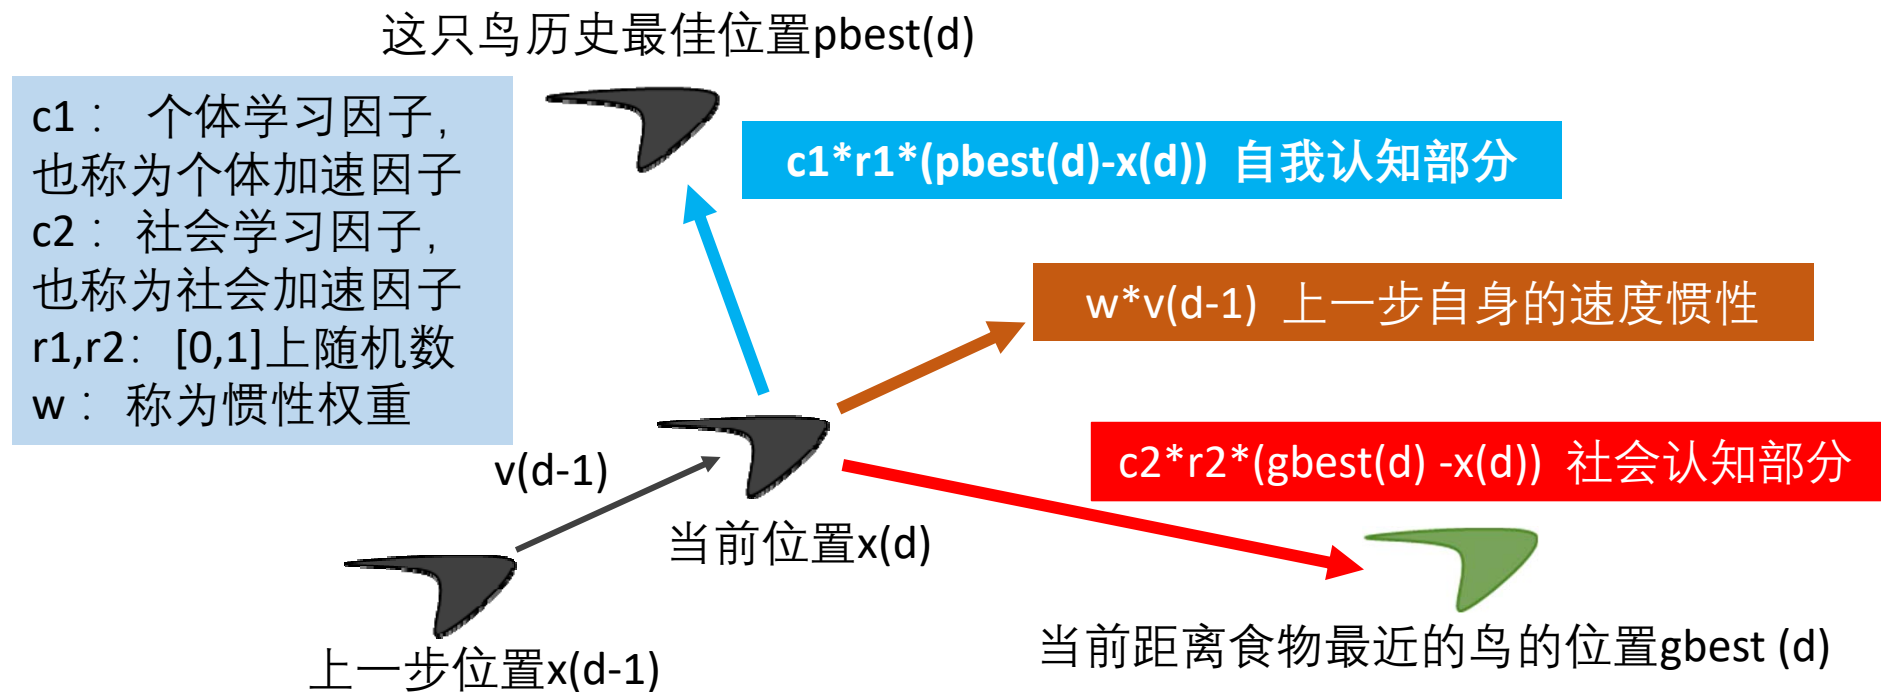 这只鸟历史最佳位置pbest(d)
c1： 个体学习因子,
也称为个体加速因子
c2： 社会学习因子,
也称为社会加速因子
r1,r2：[0,1]上随机数
w： 称为惯性权重
c1*r1*(pbest(d)-x(d)) 自我认知部分
w*v(d-1) 上一步自身的速度惯性
c2*r2*(gbest(d) -x(d)) 社会认知部分
v(d-1)
当前位置x(d)
当前距离食物最近的鸟的位置gbest (d)
上一步位置x(d-1)